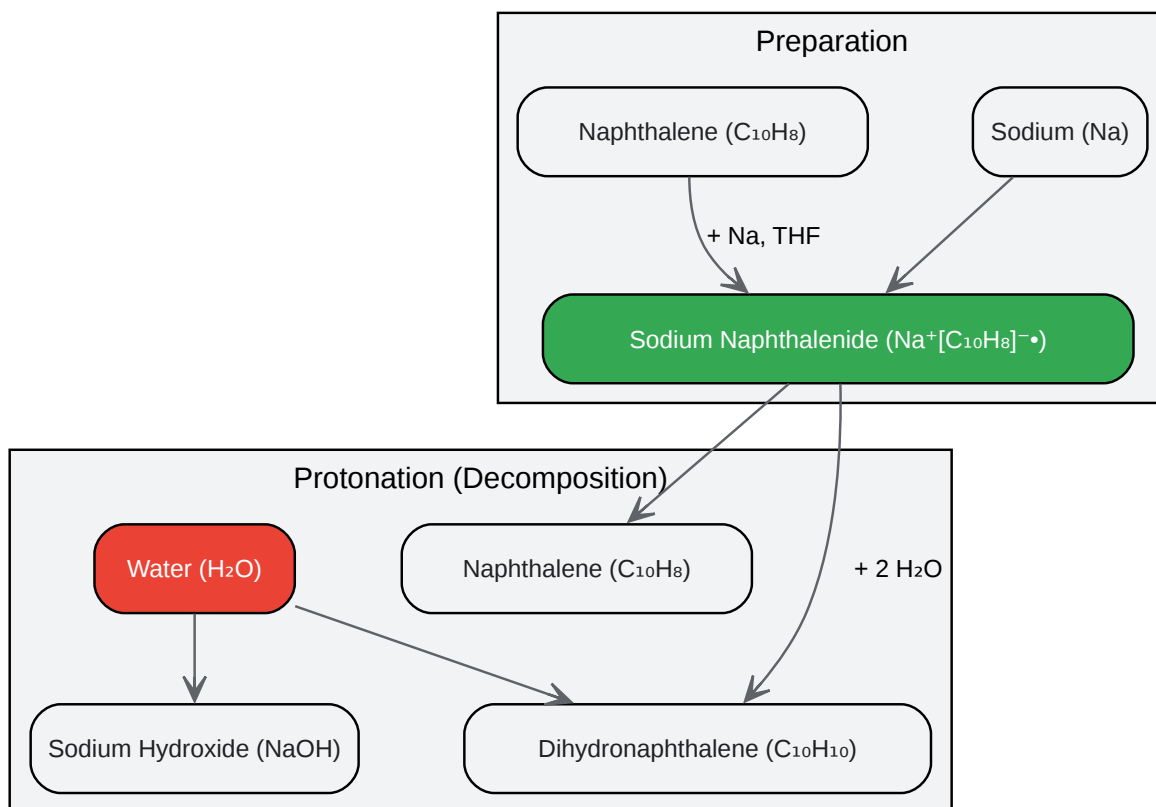 Preparation
Naphthalene (C₁₀H₈)
Sodium (Na)
+ Na, THF
Sodium Naphthalenide (Na⁺[C₁₀H₈]⁻•)
Protonation (Decomposition)
Water (H₂O)
Naphthalene (C₁₀H₈)
+ 2 H₂O
Sodium Hydroxide (NaOH)
Dihydronaphthalene (C₁₀H₁₀)